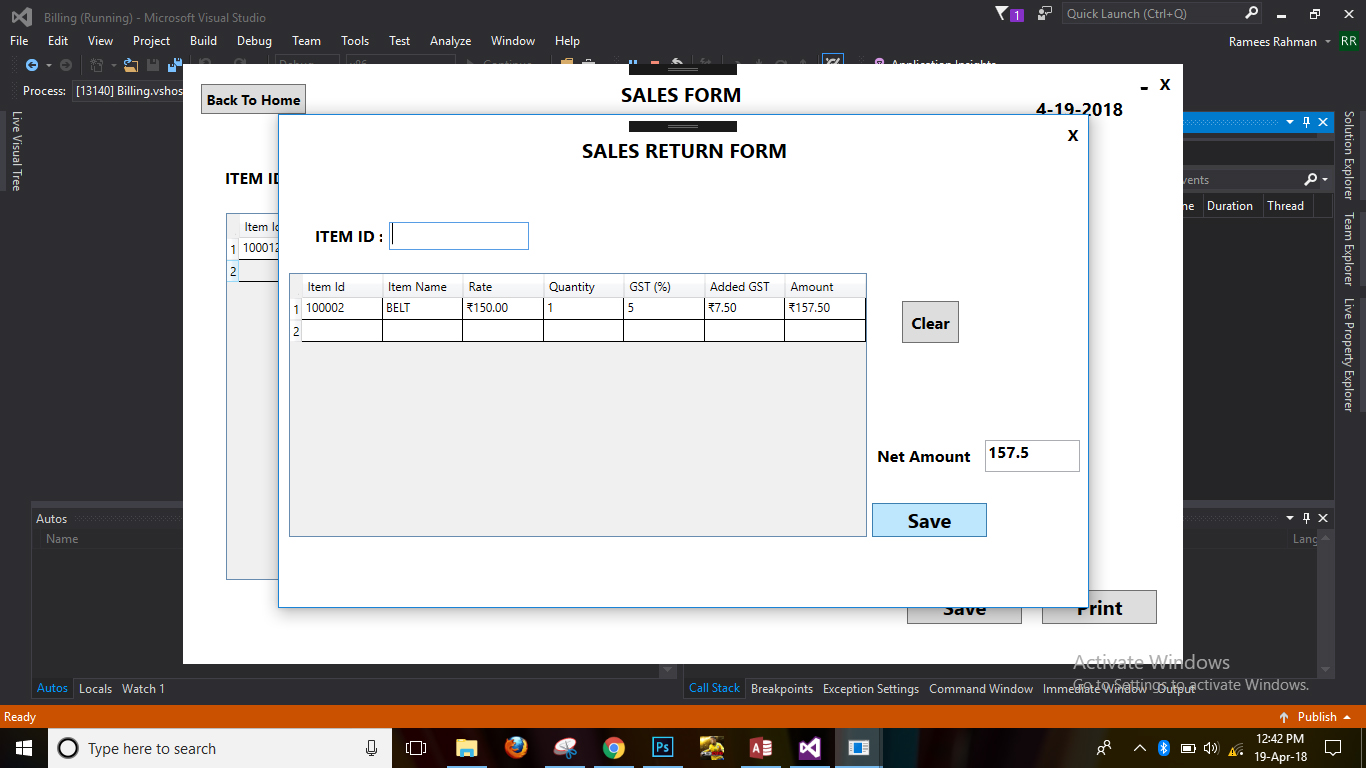 Billing (Running) - Microsoft Visual Studio
1
Quick Launch (Ctrl+Q)
File Edit View Project Build Debug Team Tools Test Analyze Window Help
Ramees Rahman RR
Process: [13140] Billing.vshos
Application Insights
Live Visual Tree
Back To Home
SALES FORM
- X
4-19-2018
ITEM ID
Item Id
1 100012
2
X
SALES RETURN FORM
ITEM ID :
Item Id Item Name Rate Quantity GST (%) Added GST Amount
1 100002 BELT ₹150.00 1 5 ₹7.50 ₹157.50
2
Clear
Net Amount 157.5
Save
Save Print
Duration Thread
Solution Explorer
Team Explorer
Live Property Explorer
Autos
Name
Lang
Activate Windows
Go to Settings to activate Windows.
Autos Locals Watch 1
Call Stack Breakpoints Exception Settings Command Window Immediate Window Output
Ready
Publish
Type here to search
Ps
12:42 PM
19-Apr-18